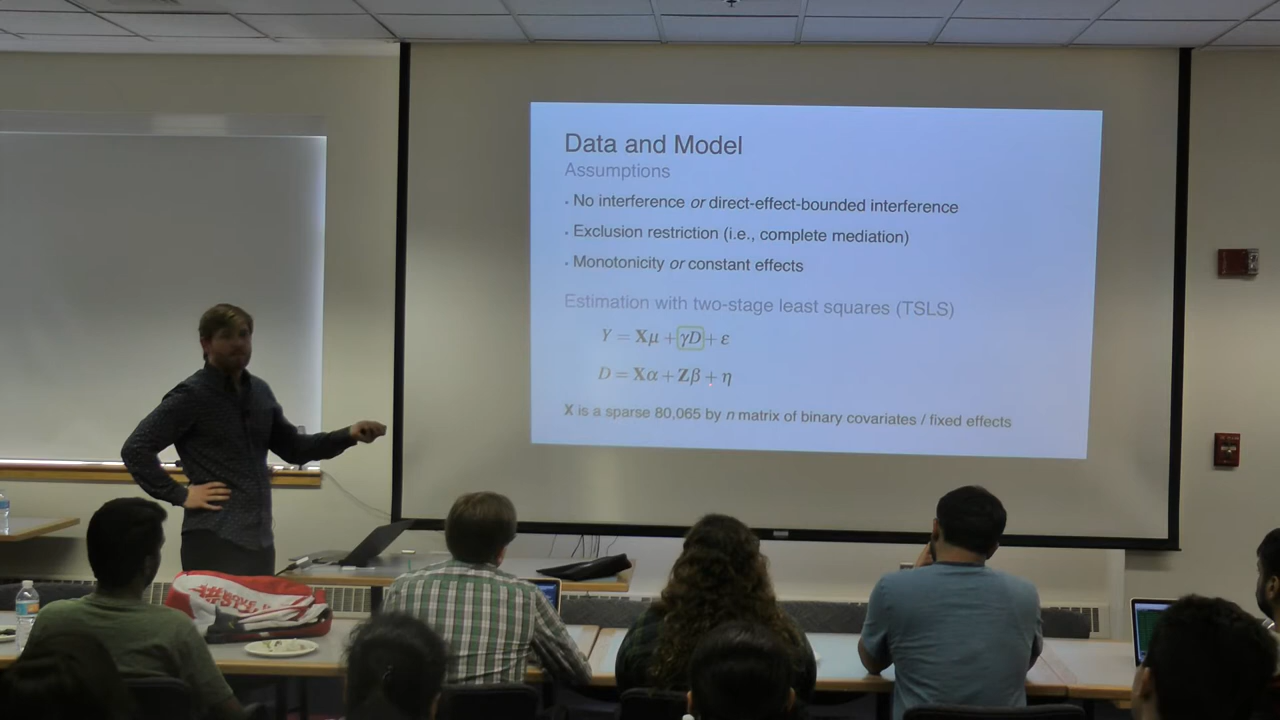 Data and Model
Assumptions
· No interference or direct-effect-bounded interference
· Exclusion restriction (i.e., complete mediation)
· Monotonicity or constant effects
Estimation with two-stage least squares (TSLS)
Y = Xμ + γD + ε
D = Xα + Zβ + η
X is a sparse 80,065 by n matrix of binary covariates / fixed effects